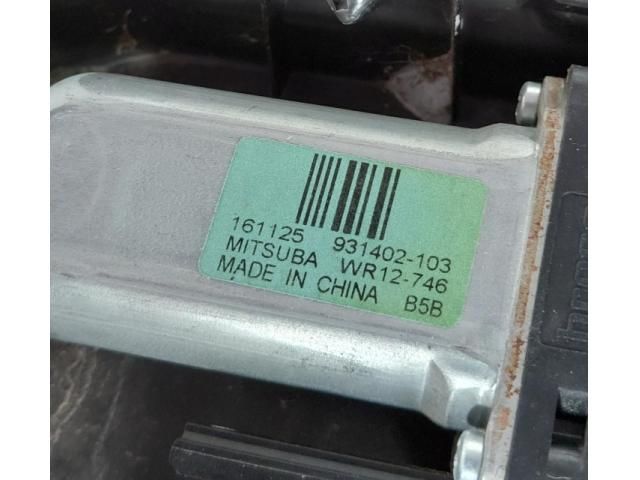 161125 931402-103
MITSUBA WR12-746
MADE IN CHINA B5B